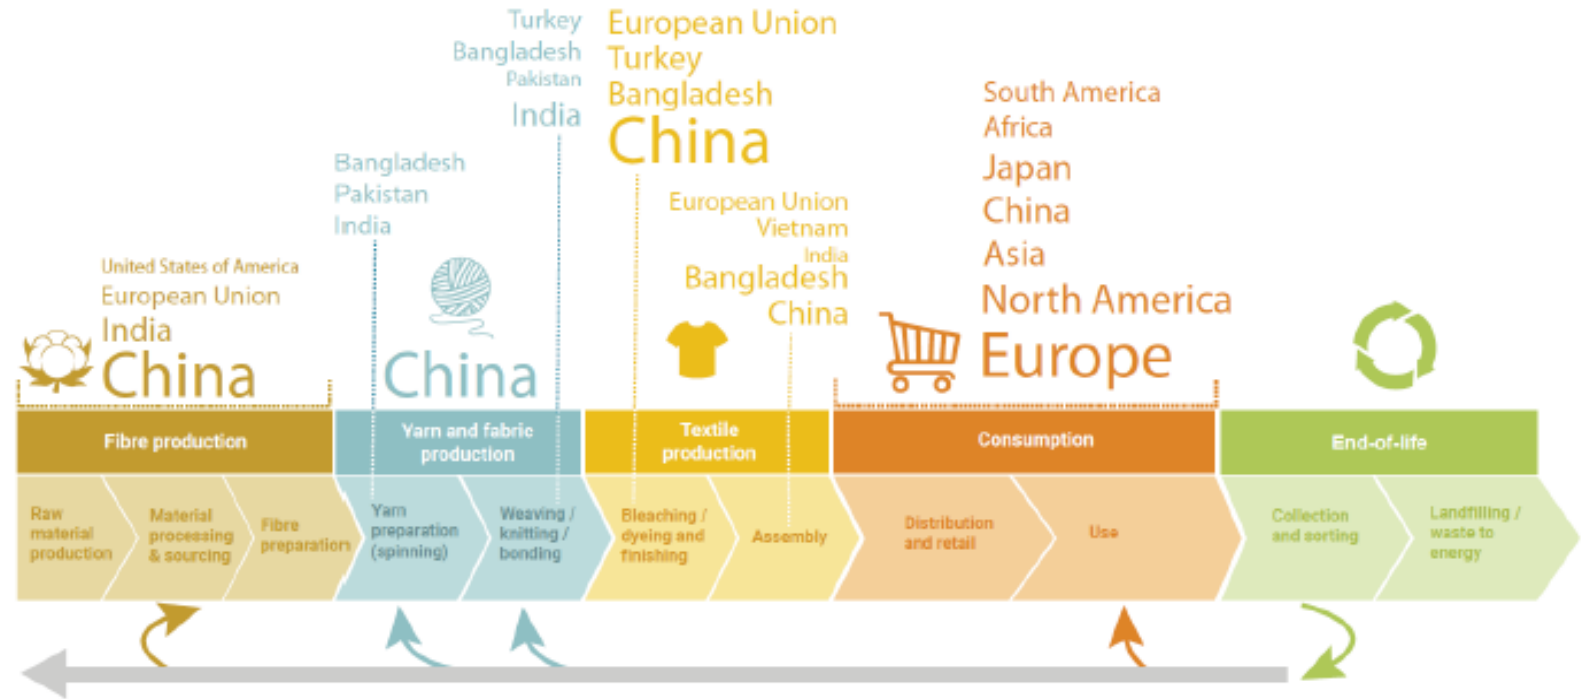 United States of America
European Union
India
China
Bangladesh
Pakistan
India
China
Turkey
Bangladesh
Pakistan
India
European Union
Turkey
Bangladesh
China
European Union
Vietnam
India
Bangladesh
China
South America
Africa
Japan
China
Asia
North America
Europe
Fibre production
Yarn and fabric
production
Textile
production
Consumption
End-of-life
Raw
material
production
Material
processing
& sourcing
Fibre
preparation
Yarn
preparation
(spinning)
Weaving /
knitting /
bonding
Bleaching /
dyeing and
finishing
Assembly
Distribution
and retail
Use
Collection
and sorting
Landfilling /
waste to
energy